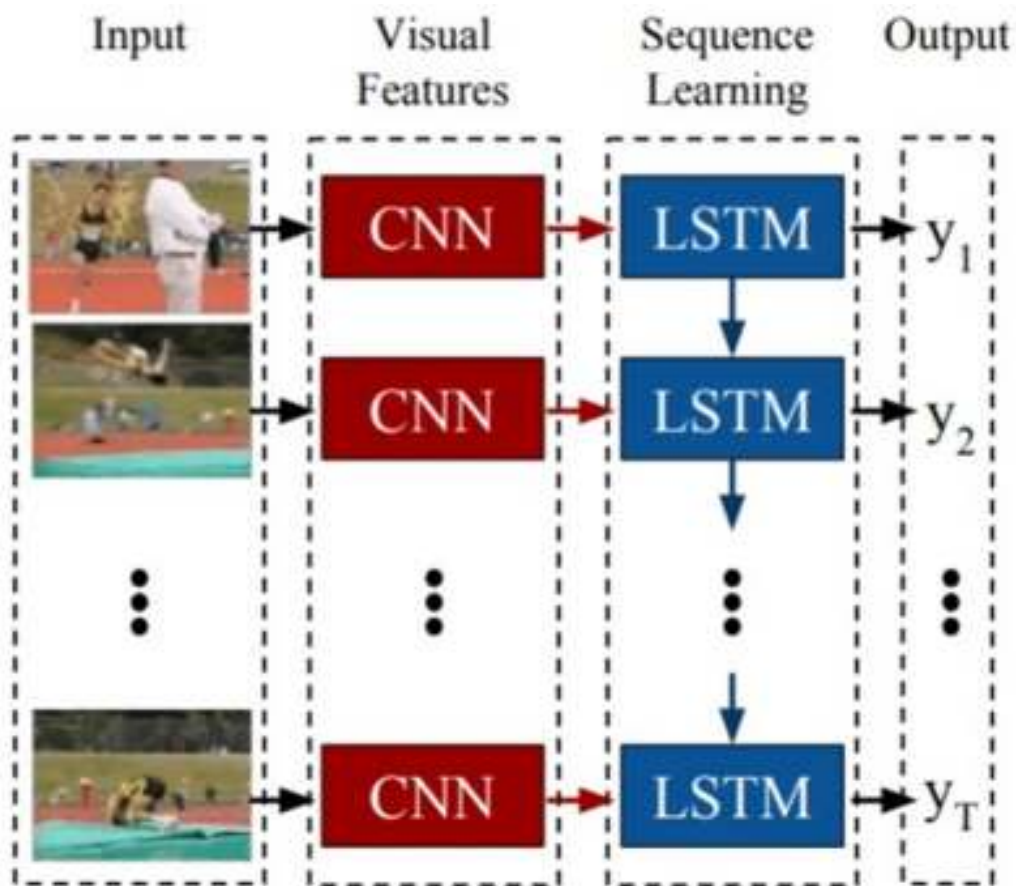 Input
Visual
Features
Sequence
Learning
Output
CNN
LSTM
y1
CNN
LSTM
y2
CNN
LSTM
yT